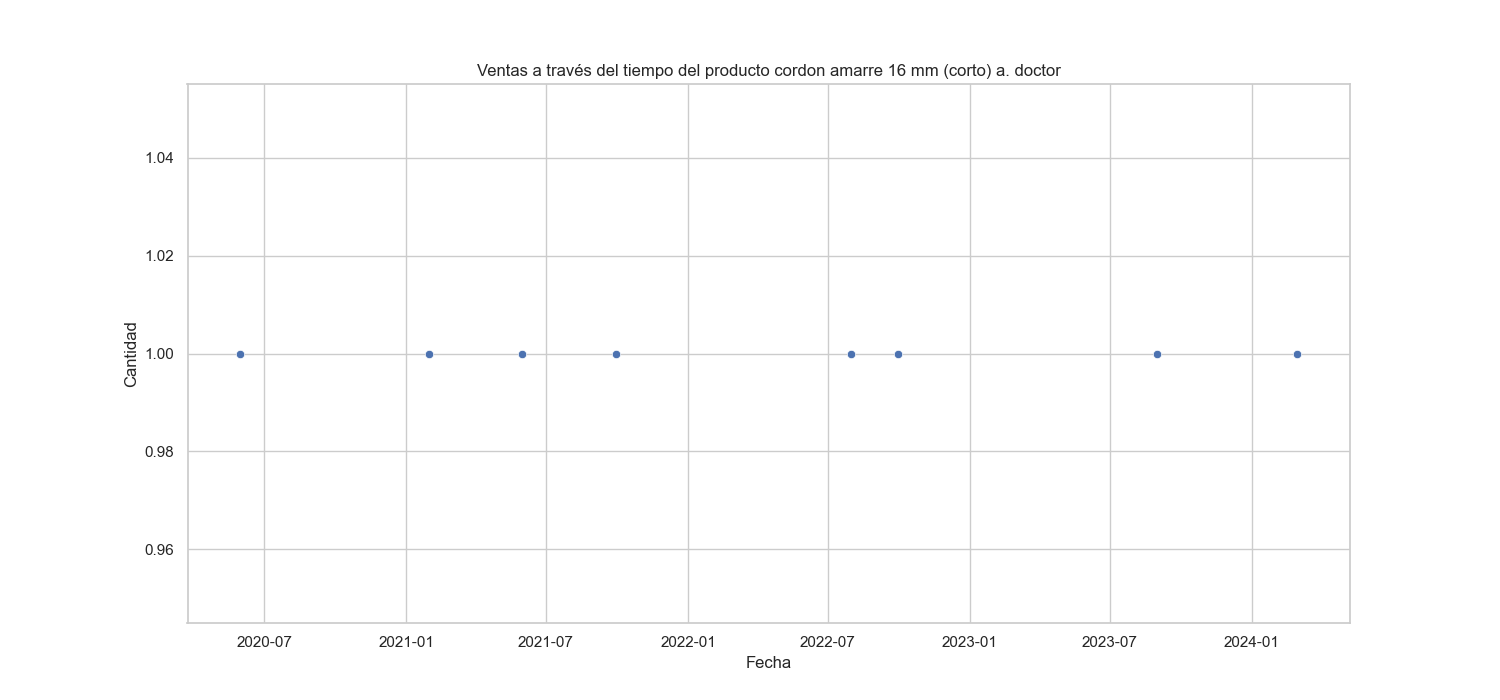 Ventas a través del tiempo del producto cordon amarre 16 mm (corto) a. doctor
1.04
1.02
1.00
0.98
0.96
Cantidad
2020-07 2021-01 2021-07 2022-01 2022-07 2023-01 2023-07 2024-01
Fecha